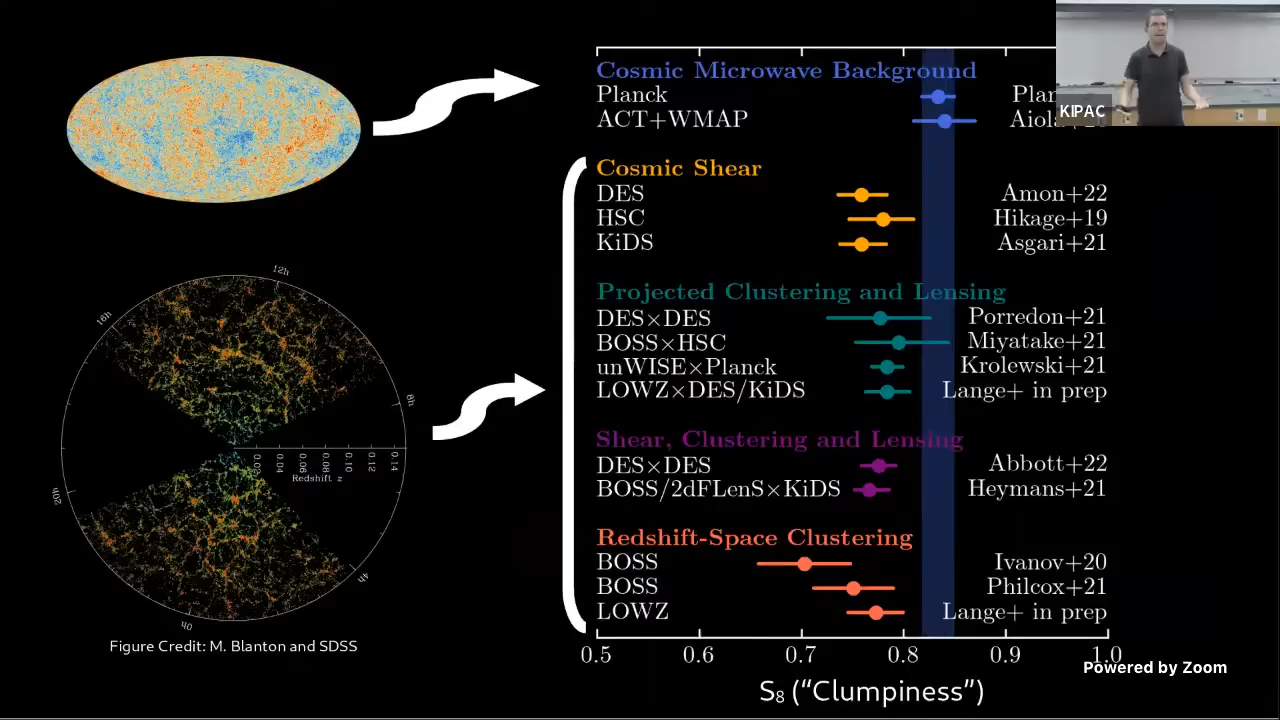 Cosmic Microwave Background
Planck Plan
ACT+WMAP Aiola
KIPAC
Cosmic Shear
DES Amon+22
HSC Hikage+19
KiDS Asgari+21
Projected Clustering and Lensing
DES×DES Porredon+21
BOSS×HSC Miyatake+21
unWISE×Planck Krolewski+21
LOWZ×DES/KiDS Lange+ in prep
Shear, Clustering and Lensing
DES×DES Abbott+22
BOSS/2dFLenS×KiDS Heymans+21
Redshift-Space Clustering
BOSS Ivanov+20
BOSS Philcox+21
LOWZ Lange+ in prep
0.5 0.6 0.7 0.8 0.9 1.0
S₈ (“Clumpiness”)
12h
16h
8h
20h
4h
0h
0.02 0.04 0.06 0.08 0.10 0.12 0.14
Redshift z
Figure Credit: M. Blanton and SDSS
Powered by Zoom